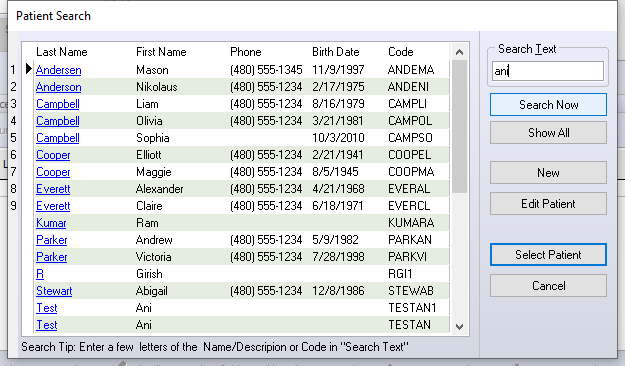 Patient Search
Last Name First Name Phone Birth Date Code
1 Andersen Mason (480) 555-1345 11/9/1997 ANDEMA
2 Anderson Nikolaus (480) 555-1234 2/17/1975 ANDENI
3 Campbell Liam (480) 555-1234 8/16/1979 CAMPLI
4 Campbell Olivia (480) 555-1234 3/21/1981 CAMPOL
5 Campbell Sophia 10/3/2010 CAMPSO
6 Cooper Elliott (480) 555-1234 2/21/1941 COOPEL
7 Cooper Maggie (480) 555-1234 8/5/1945 COOPMA
8 Everett Alexander (480) 555-1234 4/21/1968 EVERAL
9 Everett Claire (480) 555-1234 6/18/1971 EVERCL
Kumar Ram KUMARA
Parker Andrew (480) 555-1234 5/9/1982 PARKAN
Parker Victoria (480) 555-1234 7/28/1998 PARKVI
R Girish RGI1
Stewart Abigail (480) 555-1234 12/8/1986 STEWAB
Test Ani TESTAN1
Test Ani TESTAN
Search Tip: Enter a few letters of the Name/Descripion or Code in "Search Text"
Search Text
ani
Search Now
Show All
New
Edit Patient
Select Patient
Cancel